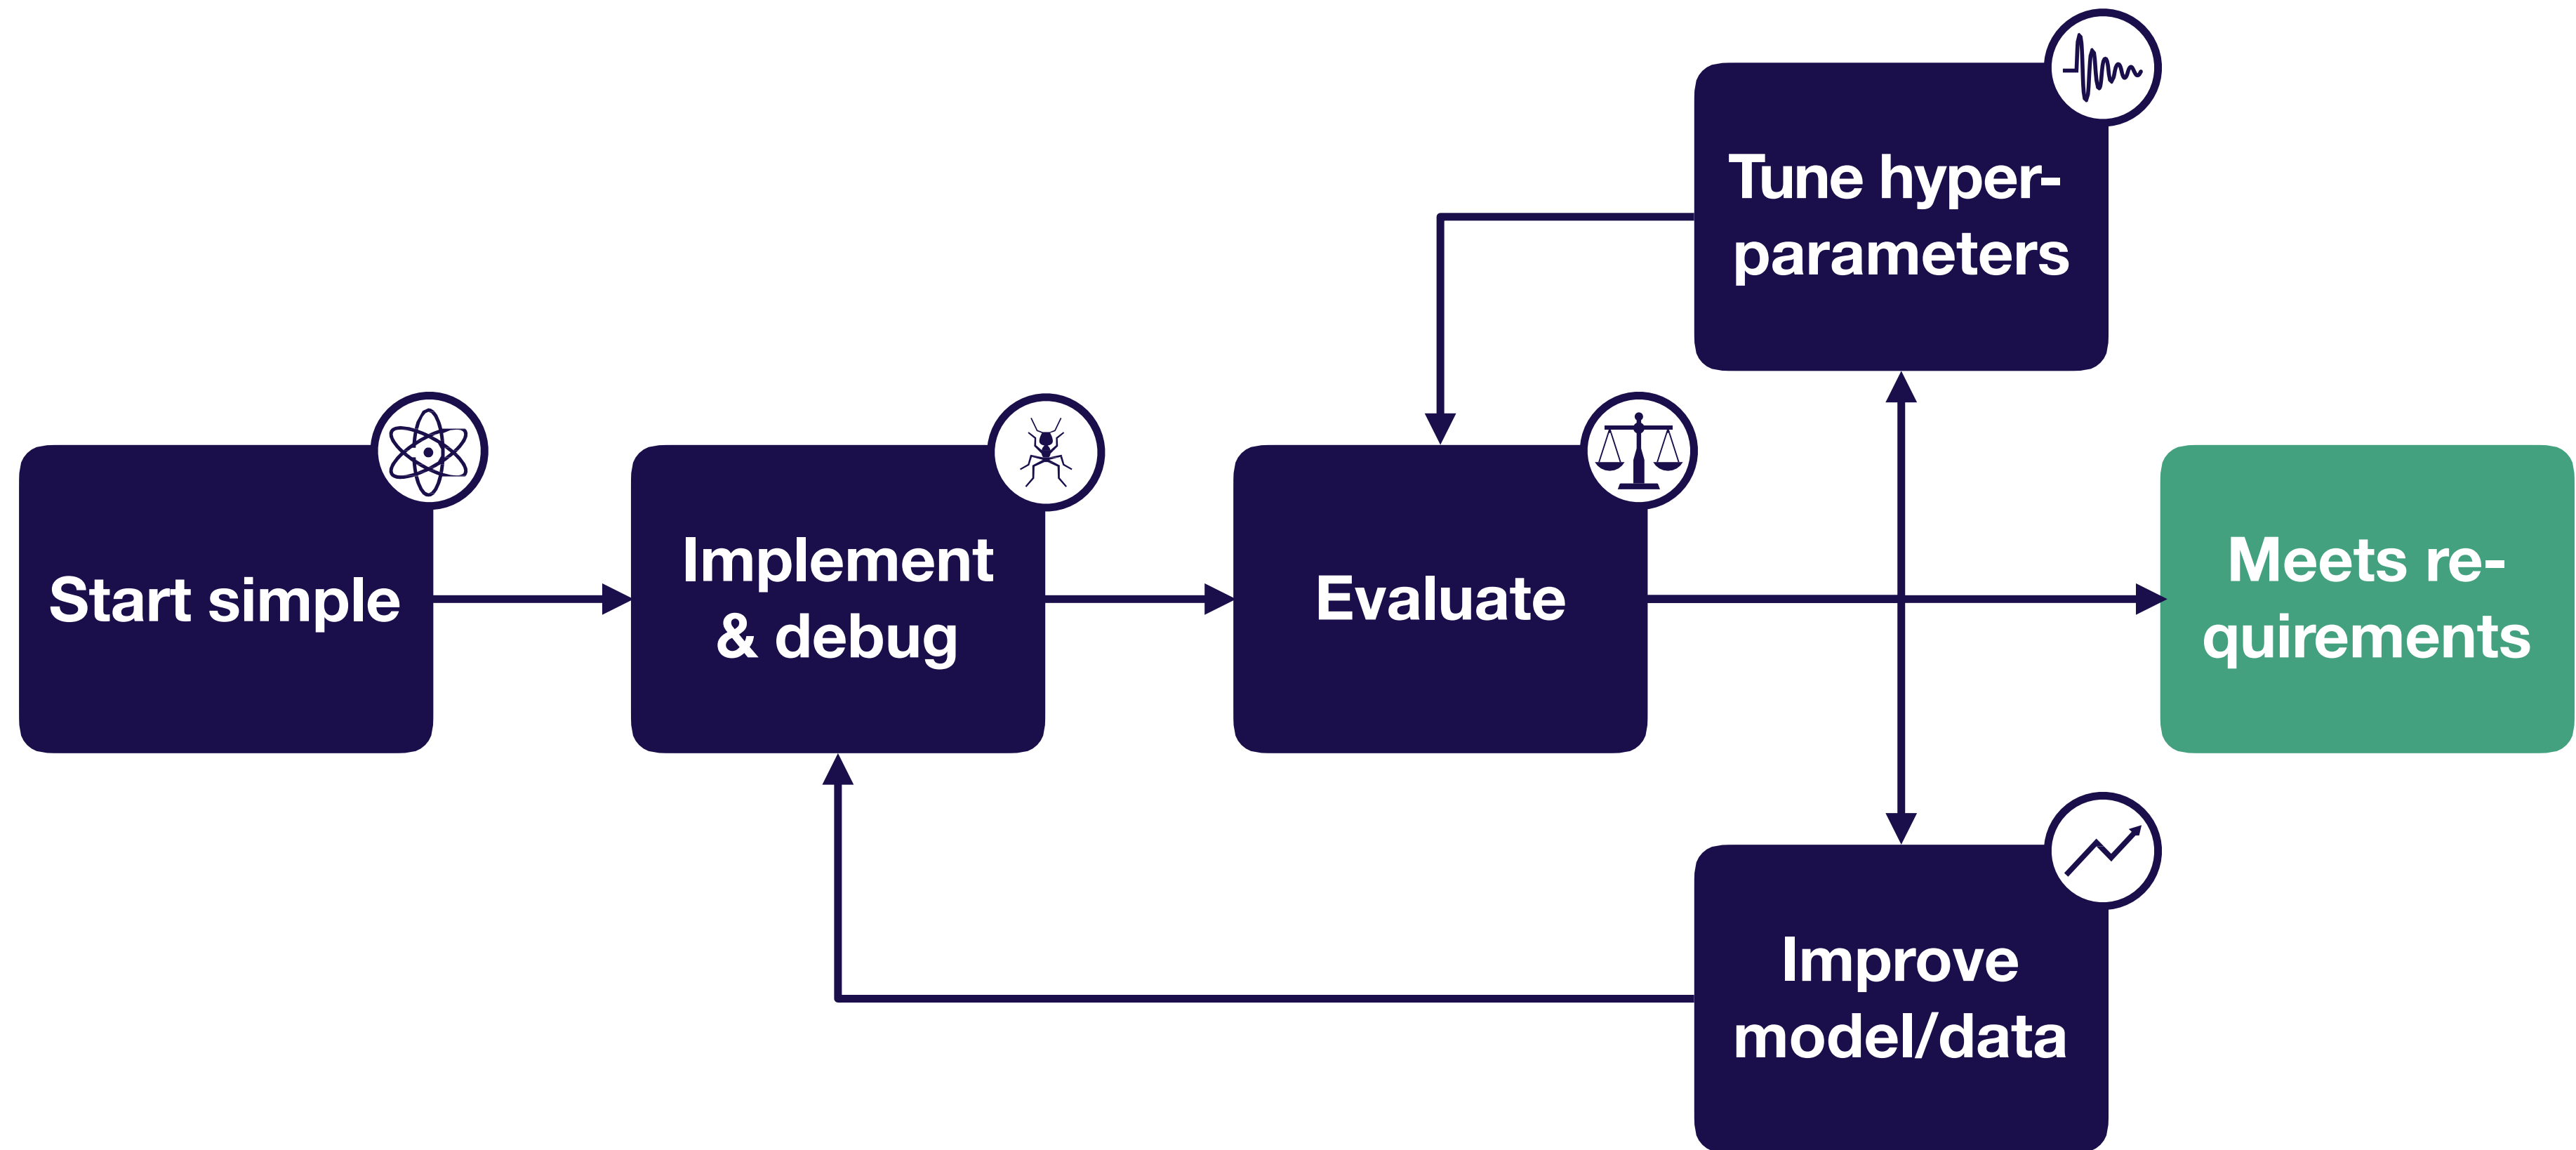 Tune hyper-
parameters
Start simple
Implement
& debug
Evaluate
Meets re-
quirements
Improve
model/data